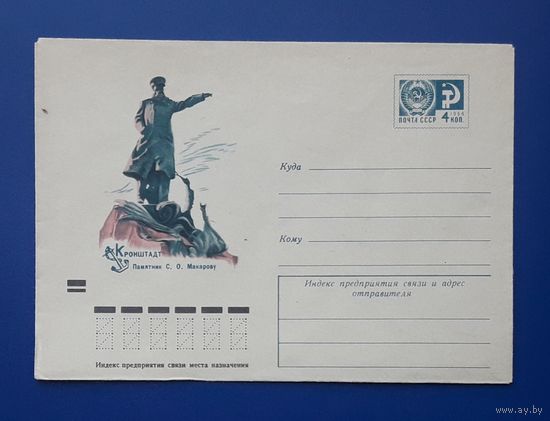 1966
ПОЧТА СССР 4 КОП.
Куда
Кому
КРОНШТАДТ
Памятник С. О. Макарову
Индекс предприятия связи и адрес
отправителя
Индекс предприятия связи места назначения
www.ay.by